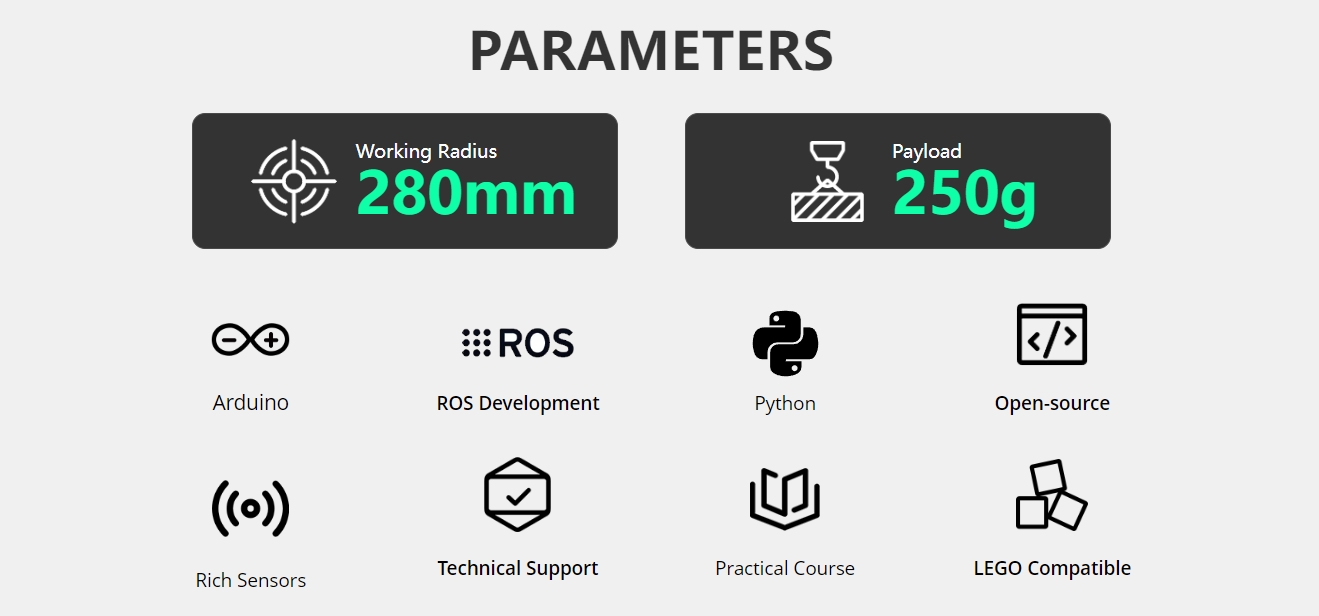 PARAMETERS
Working Radius
280mm
Payload
250g
ROS
Arduino
ROS Development
Python
Open-source
Rich Sensors
Technical Support
Practical Course
LEGO Compatible